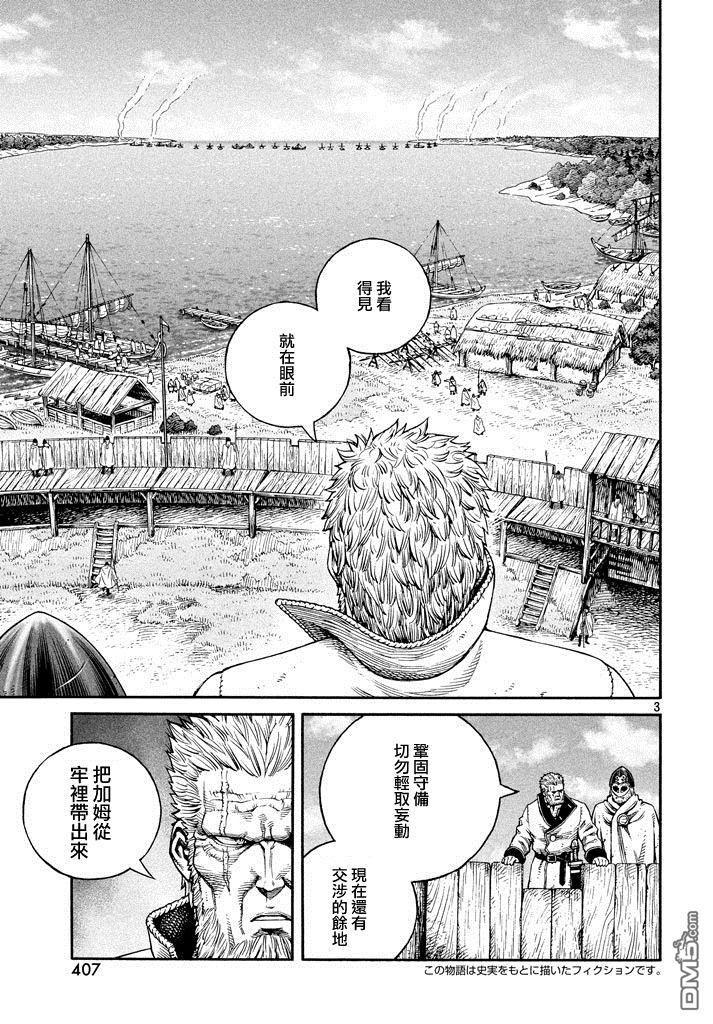 我看
得見
就在眼前
3
鞏固守備
切勿輕取妄動
現在還有
交涉的餘地
把加姆從
牢裡帶出來
407
この物語は史実をもとに描いたフィクションです。
DM5.com